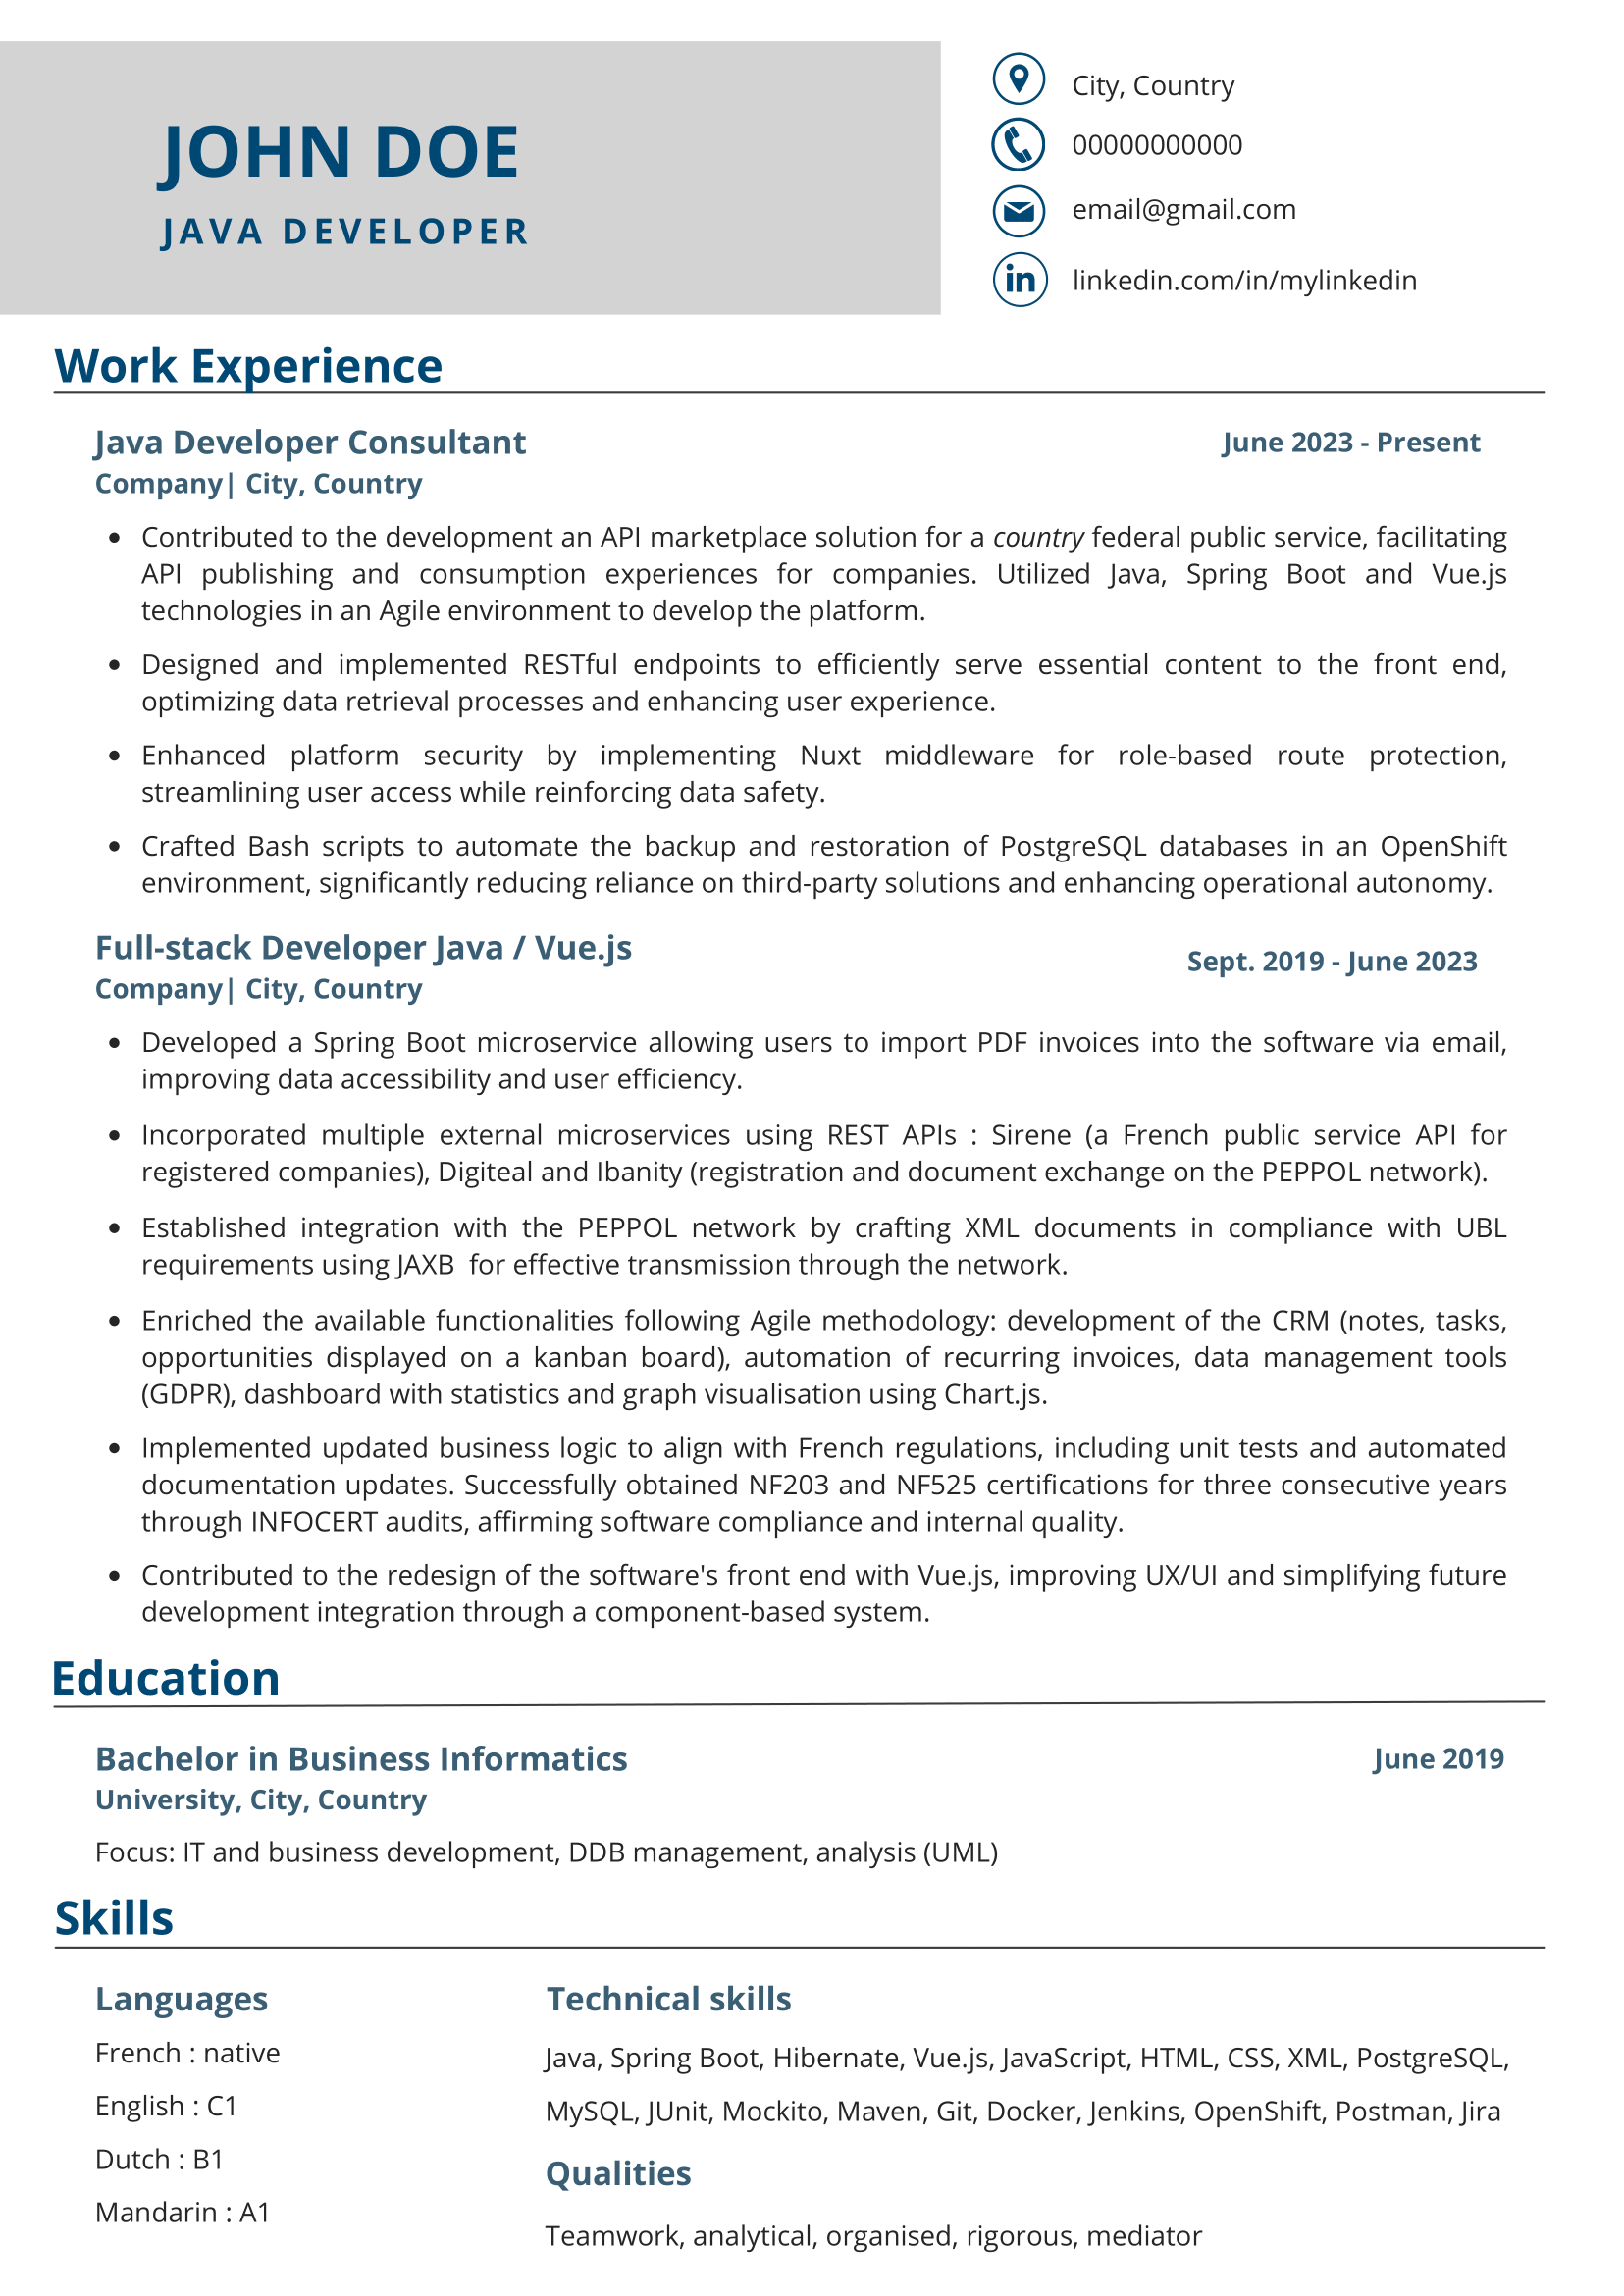 JOHN DOE
JAVA DEVELOPER
City, Country
00000000000
email@gmail.com
linkedin.com/in/mylinkedin
Work Experience
Java Developer Consultant
June 2023 - Present
Company| City, Country
• Contributed to the development an API marketplace solution for a country federal public service, facilitating
API publishing and consumption experiences for companies. Utilized Java, Spring Boot and Vue.js
technologies in an Agile environment to develop the platform.
• Designed and implemented RESTful endpoints to efficiently serve essential content to the front end,
optimizing data retrieval processes and enhancing user experience.
• Enhanced platform security by implementing Nuxt middleware for role-based route protection,
streamlining user access while reinforcing data safety.
• Crafted Bash scripts to automate the backup and restoration of PostgreSQL databases in an OpenShift
environment, significantly reducing reliance on third-party solutions and enhancing operational autonomy.
Full-stack Developer Java / Vue.js
Sept. 2019 - June 2023
Company| City, Country
• Developed a Spring Boot microservice allowing users to import PDF invoices into the software via email,
improving data accessibility and user efficiency.
• Incorporated multiple external microservices using REST APIs : Sirene (a French public service API for
registered companies), Digiteal and Ibanity (registration and document exchange on the PEPPOL network).
• Established integration with the PEPPOL network by crafting XML documents in compliance with UBL
requirements using JAXB  for effective transmission through the network.
• Enriched the available functionalities following Agile methodology: development of the CRM (notes, tasks,
opportunities displayed on a kanban board), automation of recurring invoices, data management tools
(GDPR), dashboard with statistics and graph visualisation using Chart.js.
• Implemented updated business logic to align with French regulations, including unit tests and automated
documentation updates. Successfully obtained NF203 and NF525 certifications for three consecutive years
through INFOCERT audits, affirming software compliance and internal quality.
• Contributed to the redesign of the software's front end with Vue.js, improving UX/UI and simplifying future
development integration through a component-based system.
Education
Bachelor in Business Informatics
June 2019
University, City, Country
Focus: IT and business development, DDB management, analysis (UML)
Skills
Languages
French : native
English : C1
Dutch : B1
Mandarin : A1
Technical skills
Java, Spring Boot, Hibernate, Vue.js, JavaScript, HTML, CSS, XML, PostgreSQL,
MySQL, JUnit, Mockito, Maven, Git, Docker, Jenkins, OpenShift, Postman, Jira
Qualities
Teamwork, analytical, organised, rigorous, mediator